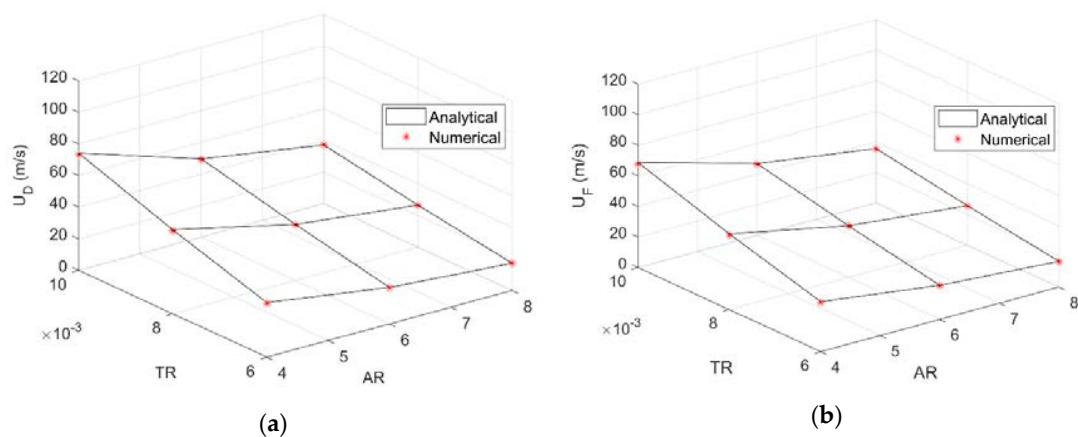 120
100
80
60
40
20
0
U_D (m/s)
10
8
6
×10⁻³
TR
4
5
6
7
8
AR
Analytical
Numerical
(a)
120
100
80
60
40
20
0
U_F (m/s)
10
8
6
×10⁻³
TR
4
5
6
7
8
AR
Analytical
Numerical
(b)